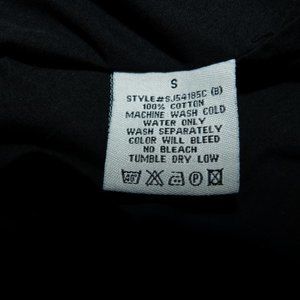 S
STYLE#SJ54185C (B)
100% COTTON
MACHINE WASH COLD
WATER ONLY
WASH SEPARATELY
COLOR WILL BLEED
NO BLEACH
TUMBLE DRY LOW
40 P